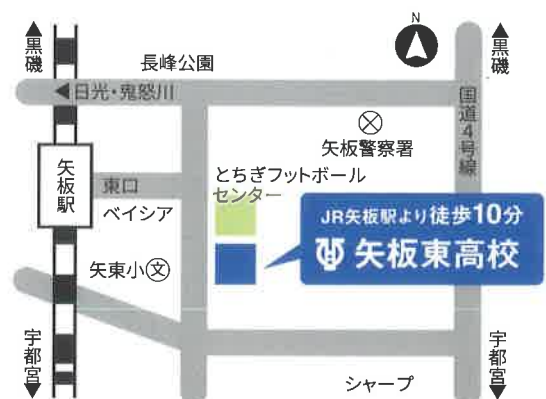 ▲黒磯
N
▲黒磯
長峰公園
◀日光・鬼怒川
国道4号線
矢板警察署
矢板駅
東口
とちぎフットボール
センター
ベイシア
JR矢板駅より徒歩10分
矢板東高校
矢東小文
宇都宮▼
宇都宮▼
シャープ